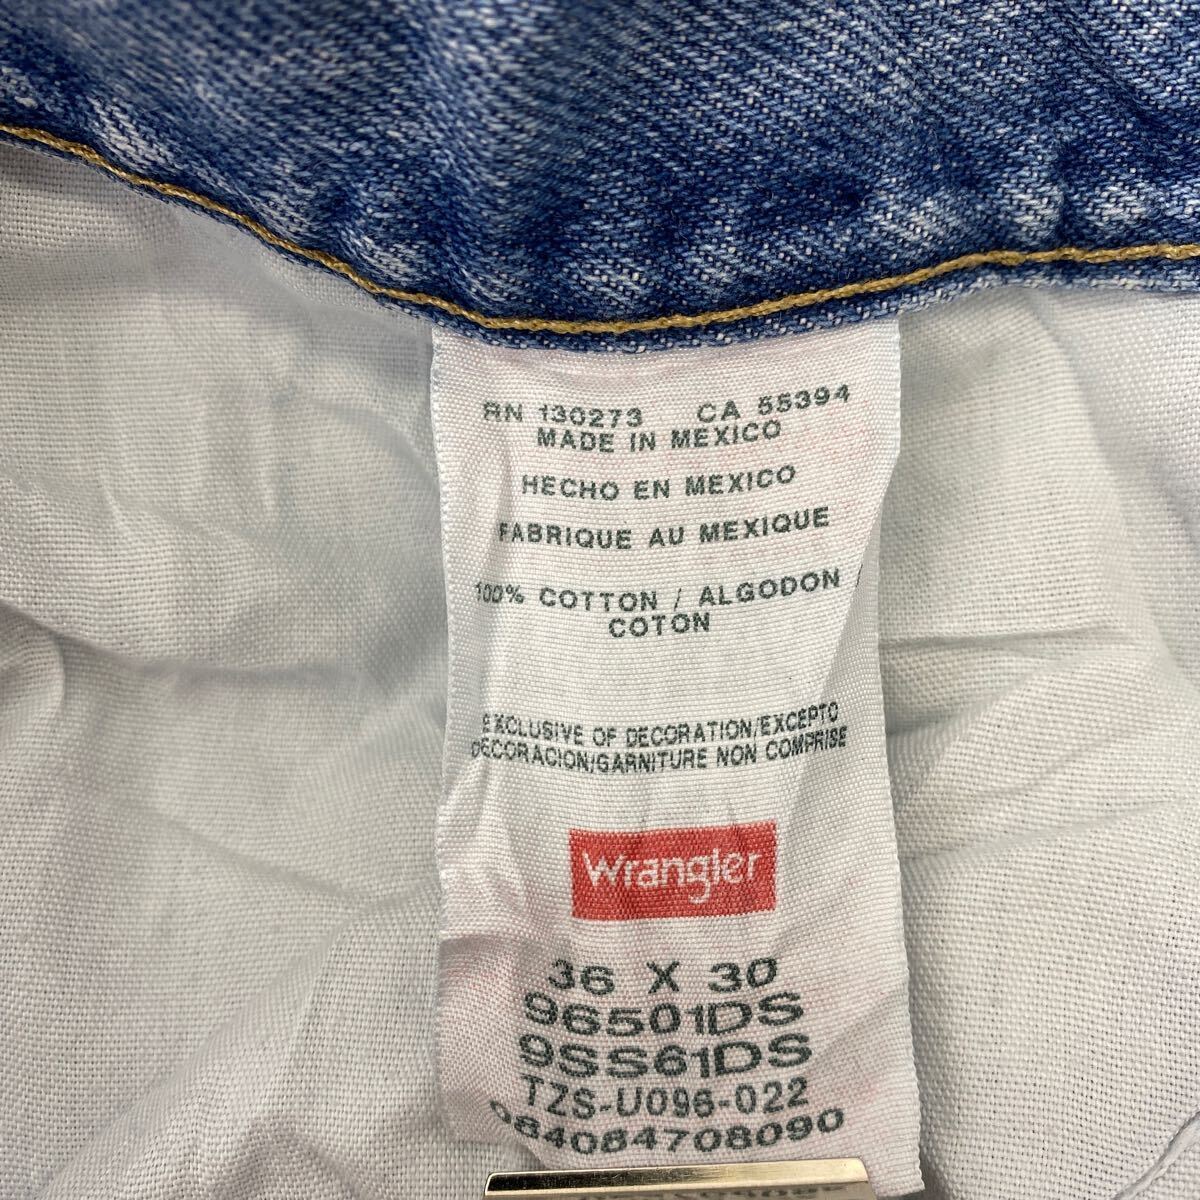 RN 130273 CA 55394
MADE IN MEXICO
HECHO EN MEXICO
FABRIQUE AU MEXIQUE
100% COTTON / ALGODON
COTON
EXCLUSIVE OF DECORATION/EXCEPTO
DECORACION/GARNITURE NON COMPRISE
Wrangler
36 X 30
96501DS
9SS61DS
TZS-U096-022
084084708090